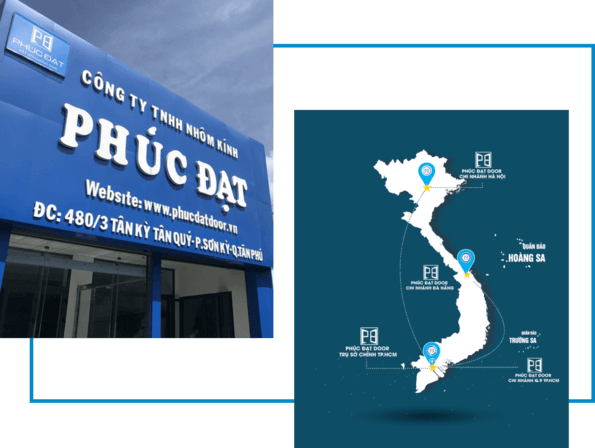 PHÚC ĐẠT
CÔNG TY TNHH NHÔM KÍNH
PHÚC ĐẠT
Website: www.phucdatdoor.vn
ĐC: 480/3 TÂN KỲ TÂN QUÝ-P.SƠN KỲ-Q.TÂN PHÚ
PHÚC ĐẠT DOOR
CHI NHÁNH HÀ NỘI
QUẦN ĐẢO
HOÀNG SA
PHÚC ĐẠT DOOR
CHI NHÁNH ĐÀ NẴNG
QUẦN ĐẢO
TRƯỜNG SA
PHÚC ĐẠT DOOR
TRỤ SỞ CHÍNH TP.HCM
PHÚC ĐẠT DOOR
CHI NHÁNH Q.9 TP.HCM